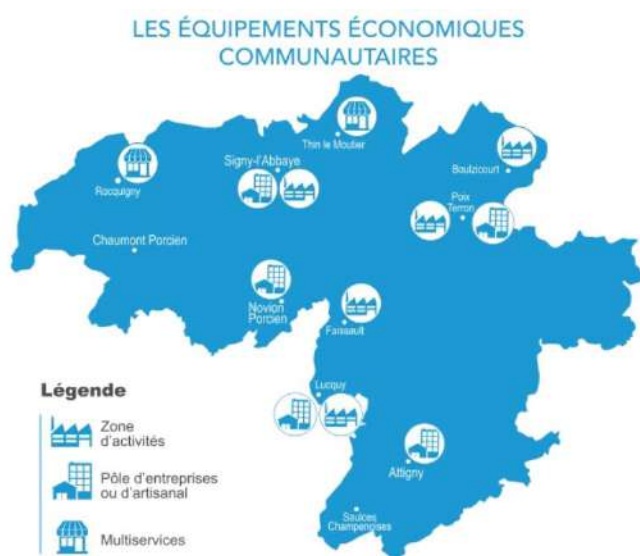 LES ÉQUIPEMENTS ÉCONOMIQUES
COMMUNAUTAIRES
Thin le Moutier
Boulzicourt
Signy-l'Abbaye
Rocquigny
Poix
Terron
Chaumont Porcien
Novion
Porcien
Faissault
Lucquy
Attigny
Saulces
Champenoises
Légende
Zone
d'activités
Pôle d'entreprises
ou d'artisanal
Multiservices